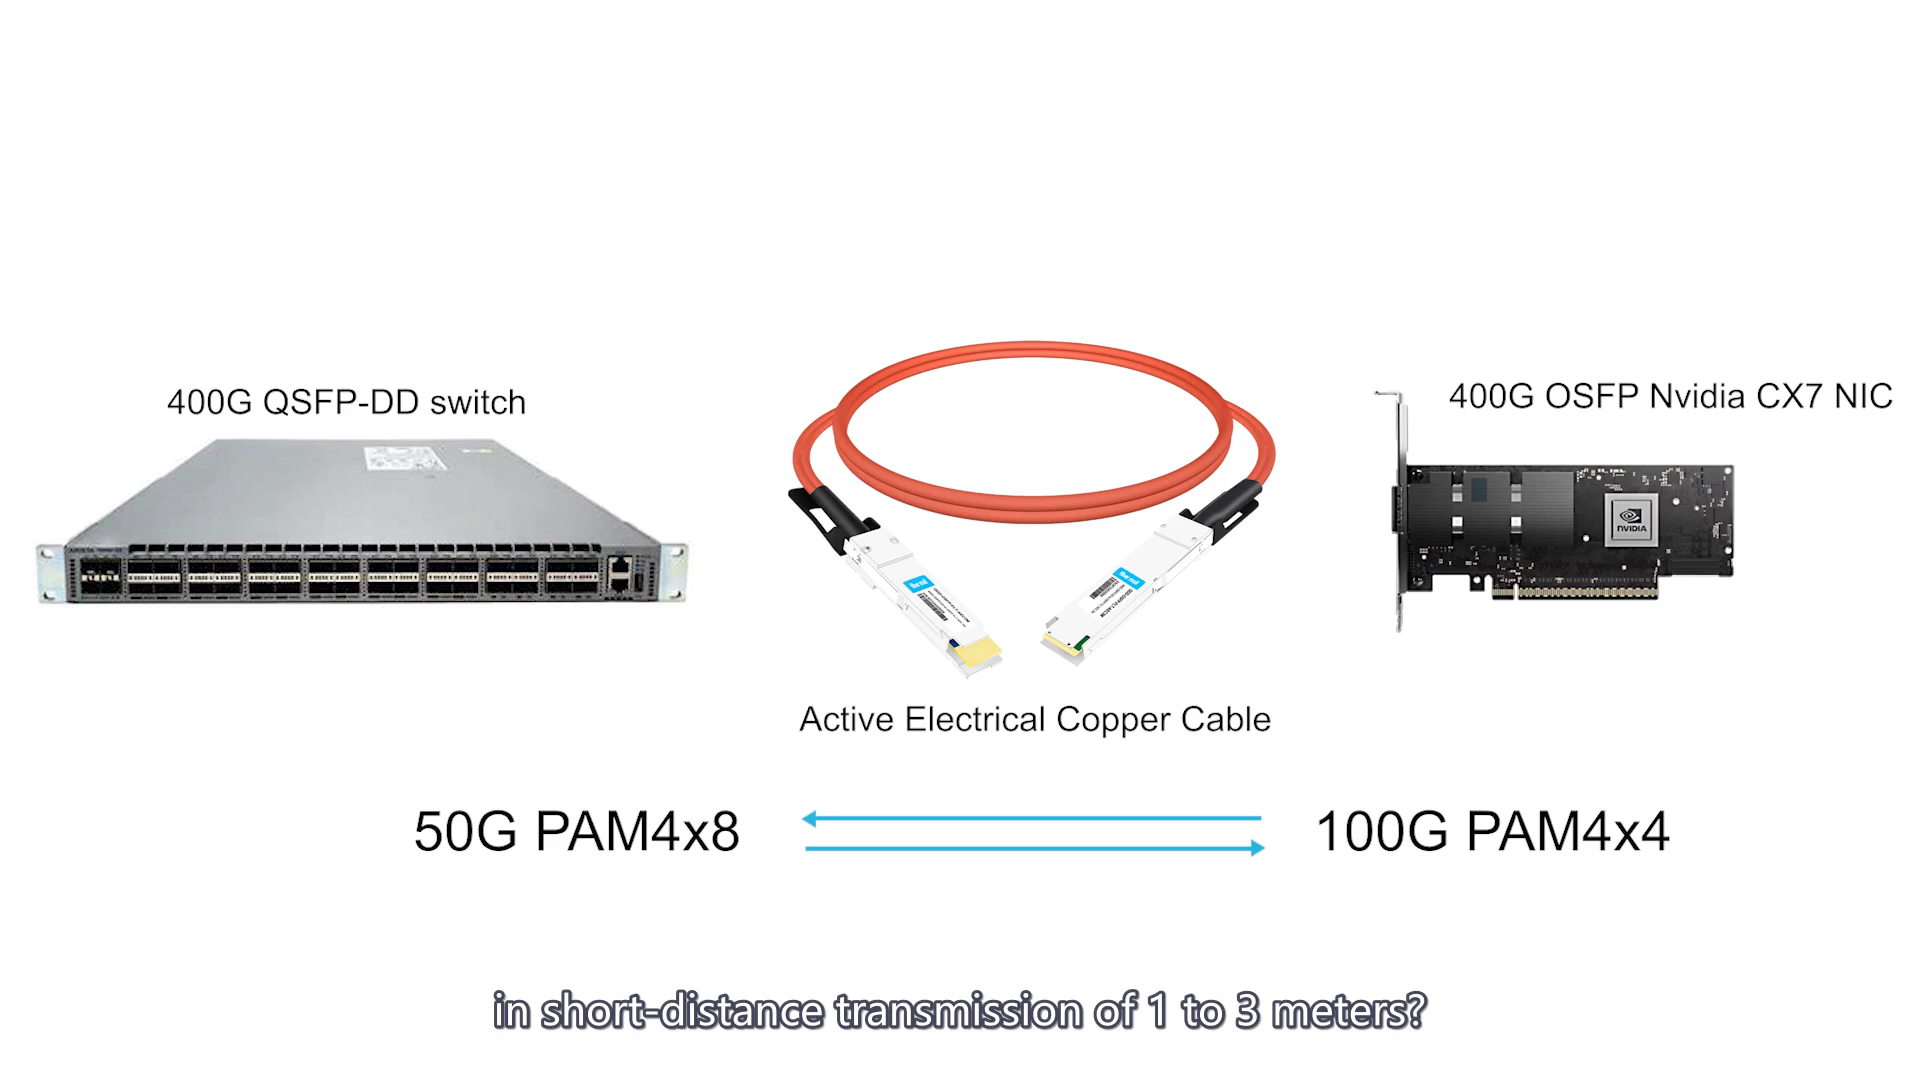 400G QSFP-DD switch
400G OSFP Nvidia CX7 NIC
NVIDIA
Active Electrical Copper Cable
50G PAM4x8
100G PAM4x4
in short-distance transmission of 1 to 3 meters?